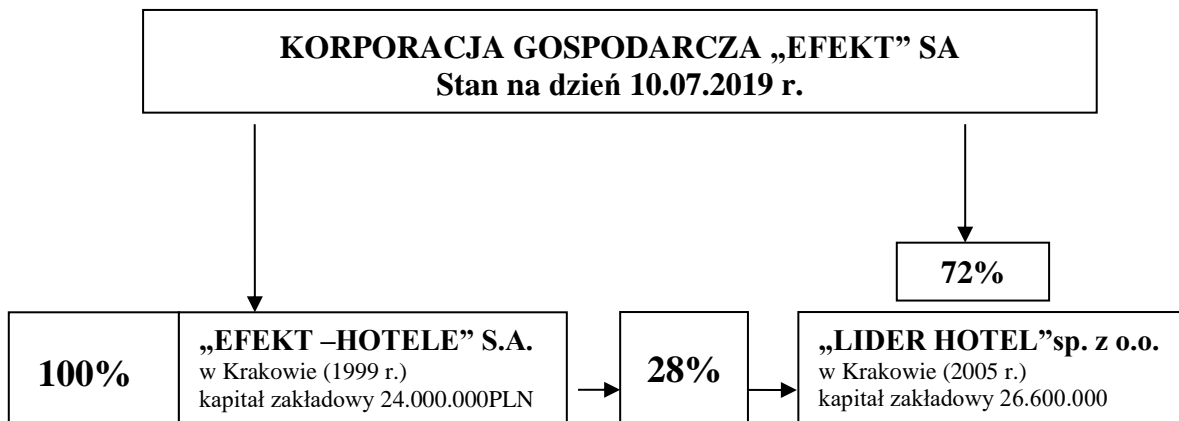 KORPORACJA GOSPODARCZA „EFEKT” SA
Stan na dzień 10.07.2019 r.
72%
100%
„EFEKT –HOTELE” S.A.
w Krakowie (1999 r.)
kapitał zakładowy 24.000.000PLN
28%
„LIDER HOTEL”sp. z o.o.
w Krakowie (2005 r.)
kapitał zakładowy 26.600.000